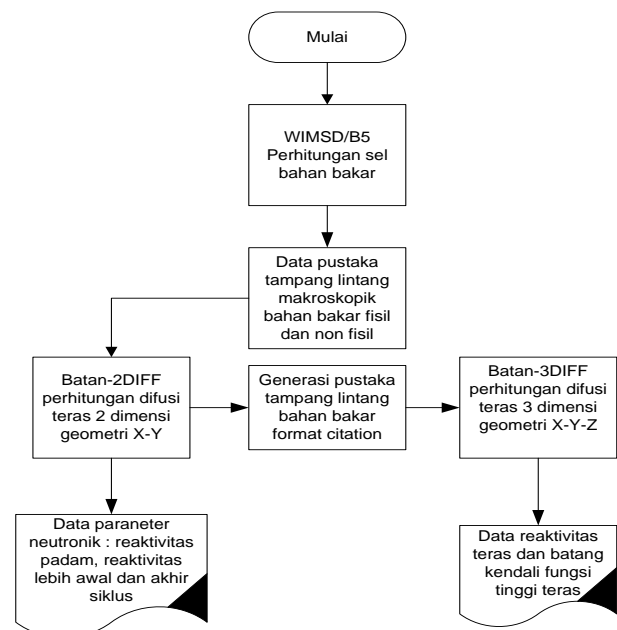 Mulai
WIMSD/B5
Perhitungan sel
bahan bakar
Data pustaka
tampang lintang
makroskopik
bahan bakar fisil
dan non fisil
Batan-2DIFF
perhitungan difusi
teras 2 dimensi
geometri X-Y
Generasi pustaka
tampang lintang
bahan bakar
format citation
Batan-3DIFF
perhitungan difusi
teras 3 dimensi
geometri X-Y-Z
Data paraneter
neutronik : reaktivitas
padam, reaktivitas
lebih awal dan akhir
siklus
Data reaktivitas
teras dan batang
kendali fungsi
tinggi teras